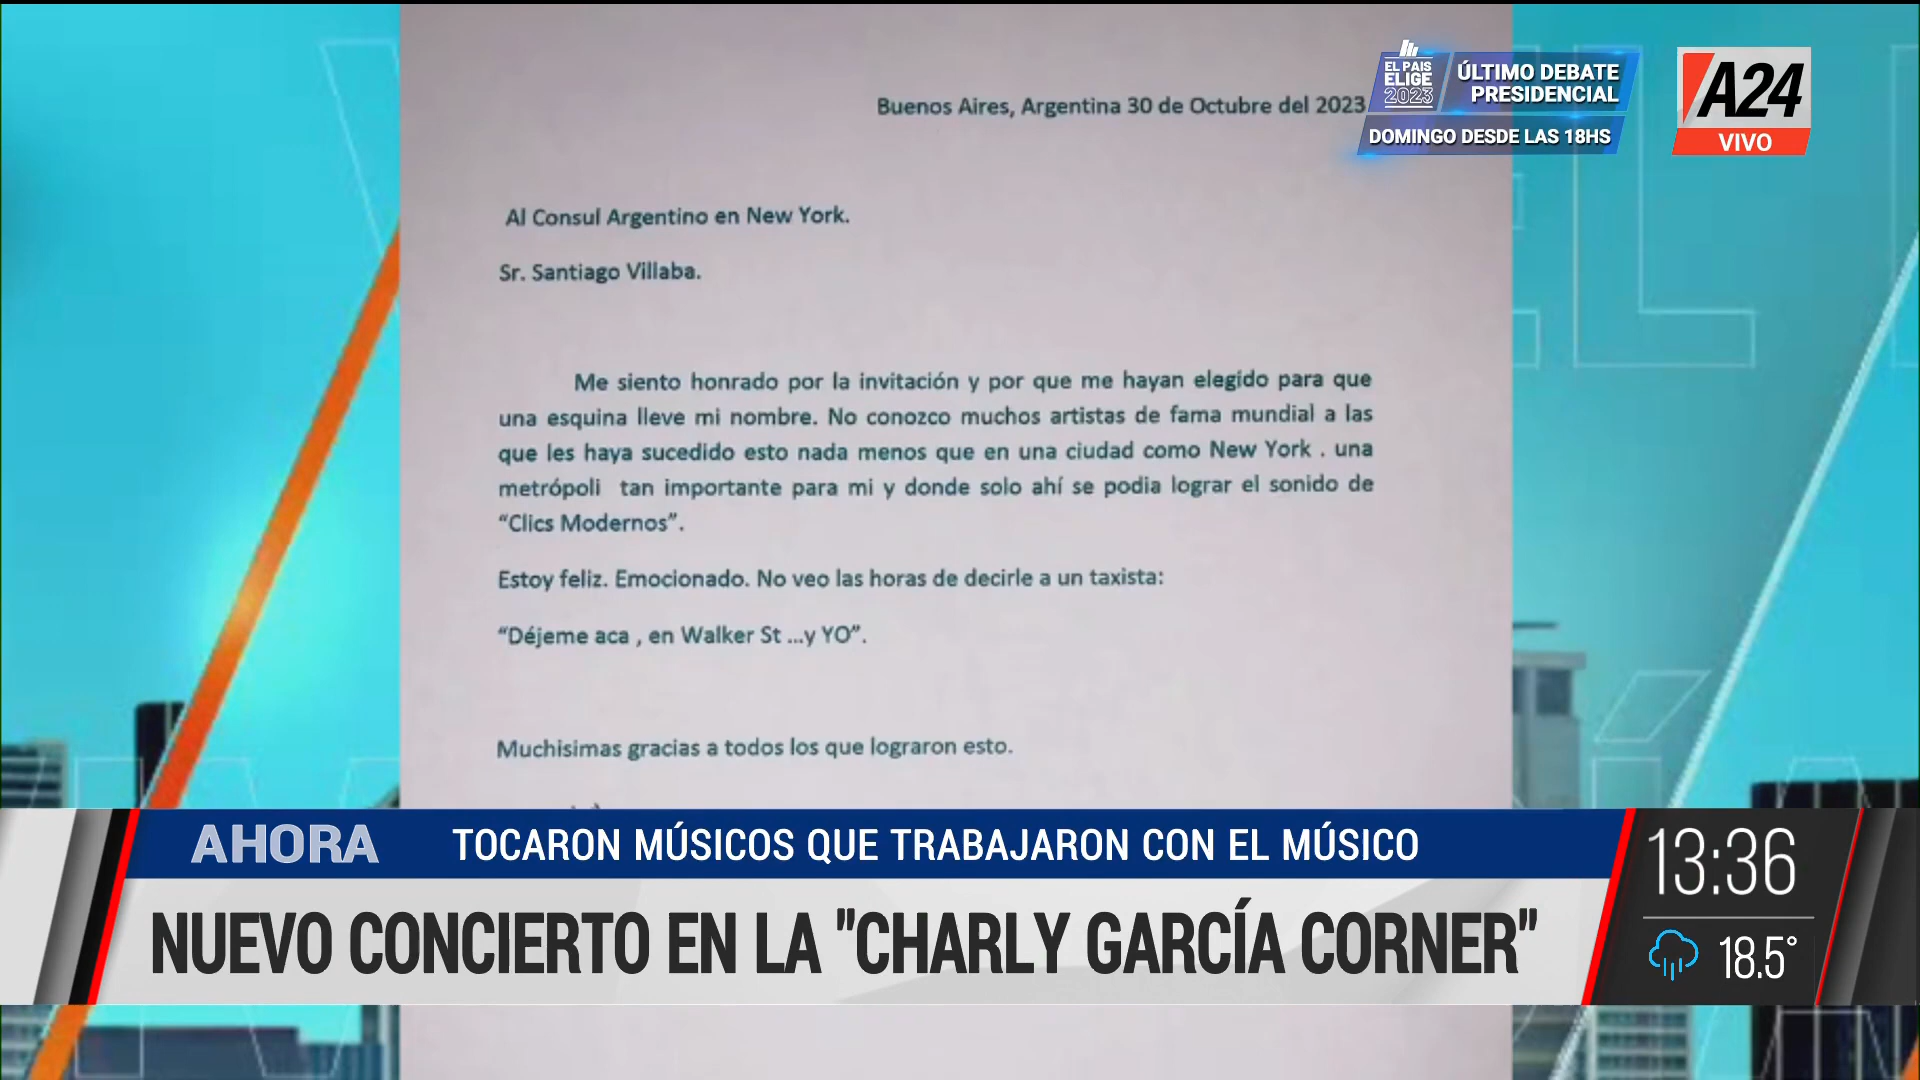 Buenos Aires, Argentina 30 de Octubre del 2023
EL PAIS
ELIGE
2023
ÚLTIMO DEBATE
PRESIDENCIAL
DOMINGO DESDE LAS 18HS
A24
VIVO
Al Consul Argentino en New York.
Sr. Santiago Villaba.
Me siento honrado por la invitación y por que me hayan elegido para que
una esquina lleve mi nombre. No conozco muchos artistas de fama mundial a las
que les haya sucedido esto nada menos que en una ciudad como New York . una
metrópoli tan importante para mi y donde solo ahí se podia lograr el sonido de
“Clics Modernos”.
Estoy feliz. Emocionado. No veo las horas de decirle a un taxista:
“Déjeme aca , en Walker St ...y YO”.
Muchisimas gracias a todos los que lograron esto.
AHORA
TOCARON MÚSICOS QUE TRABAJARON CON EL MÚSICO
NUEVO CONCIERTO EN LA "CHARLY GARCÍA CORNER"
13:36
18.5°